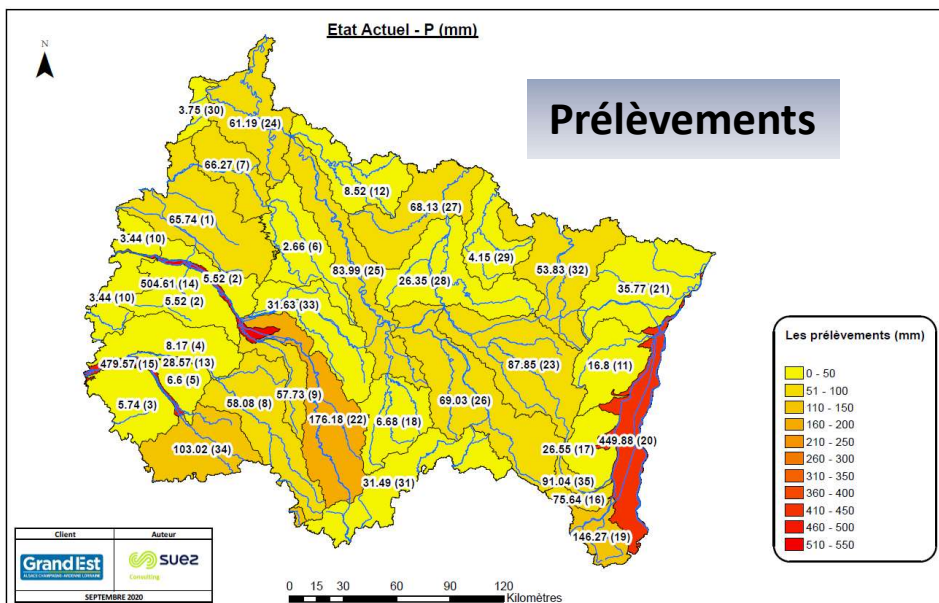 Etat Actuel - P (mm)
N
Prélèvements
3.75 (30)
61.19 (24)
66.27 (7)
8.52 (12)
68.13 (27)
65.74 (1)
3.44 (10)
2.66 (6)
4.15 (29)
83.99 (25)
53.83 (32)
504.61 (14)
5.52 (2)
26.35 (28)
35.77 (21)
3.44 (10)
5.52 (2)
31.63 (33)
8.17 (4)
479.57 (15)
28.57 (13)
87.85 (23)
16.8 (11)
6.6 (5)
5.74 (3)
58.08 (8)
57.73 (9)
69.03 (26)
176.18 (22)
6.68 (18)
449.88 (20)
103.02 (34)
26.55 (17)
31.49 (31)
91.04 (35)
75.64 (16)
146.27 (19)
Les prélèvements (mm)
0 - 50
51 - 100
110 - 150
160 - 200
210 - 250
260 - 300
310 - 350
360 - 400
410 - 450
460 - 500
510 - 550
Client
Auteur
GrandEst
ALSACE CHAMPAGNE-ARDENNE LORRAINE
suez
Consulting
SEPTEMBRE 2020
0 15 30 60 90 120
Kilomètres